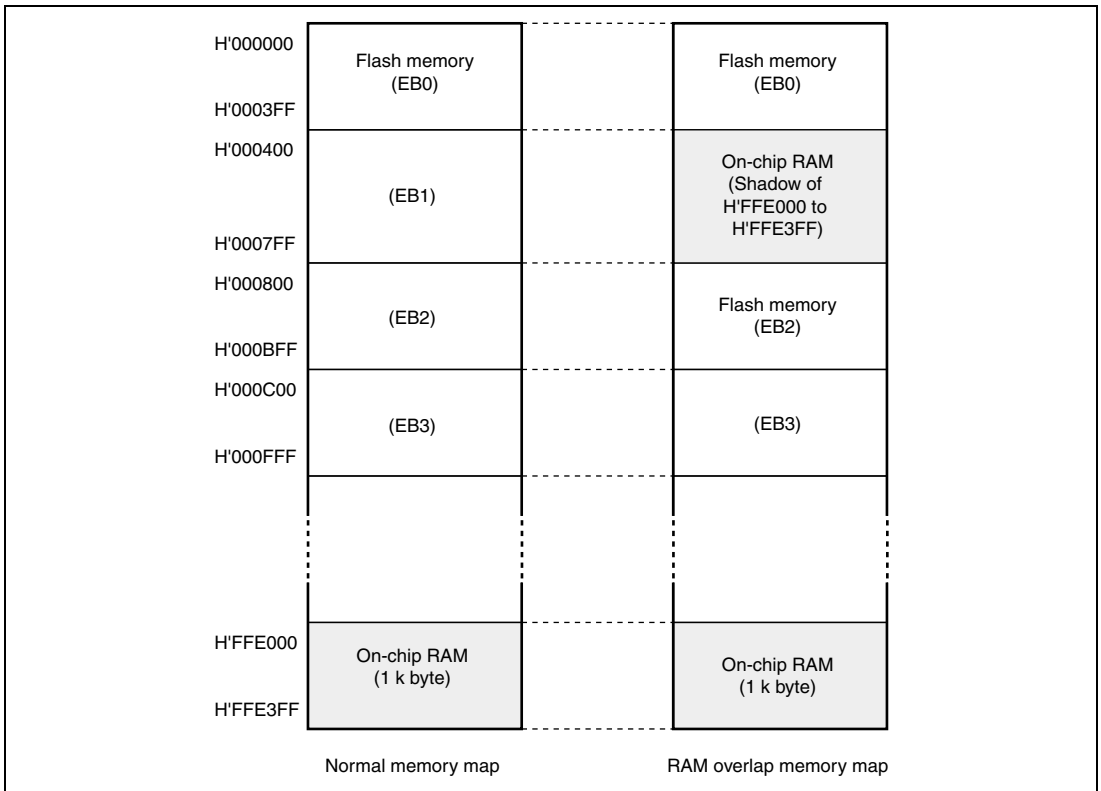 H'000000
Flash memory
(EB0)
Flash memory
(EB0)
H'0003FF
H'000400
(EB1)
On-chip RAM
(Shadow of
H'FFE000 to
H'FFE3FF)
H'0007FF
H'000800
(EB2)
Flash memory
(EB2)
H'000BFF
H'000C00
(EB3)
(EB3)
H'000FFF
H'FFE000
On-chip RAM
(1 k byte)
On-chip RAM
(1 k byte)
H'FFE3FF
Normal memory map
RAM overlap memory map